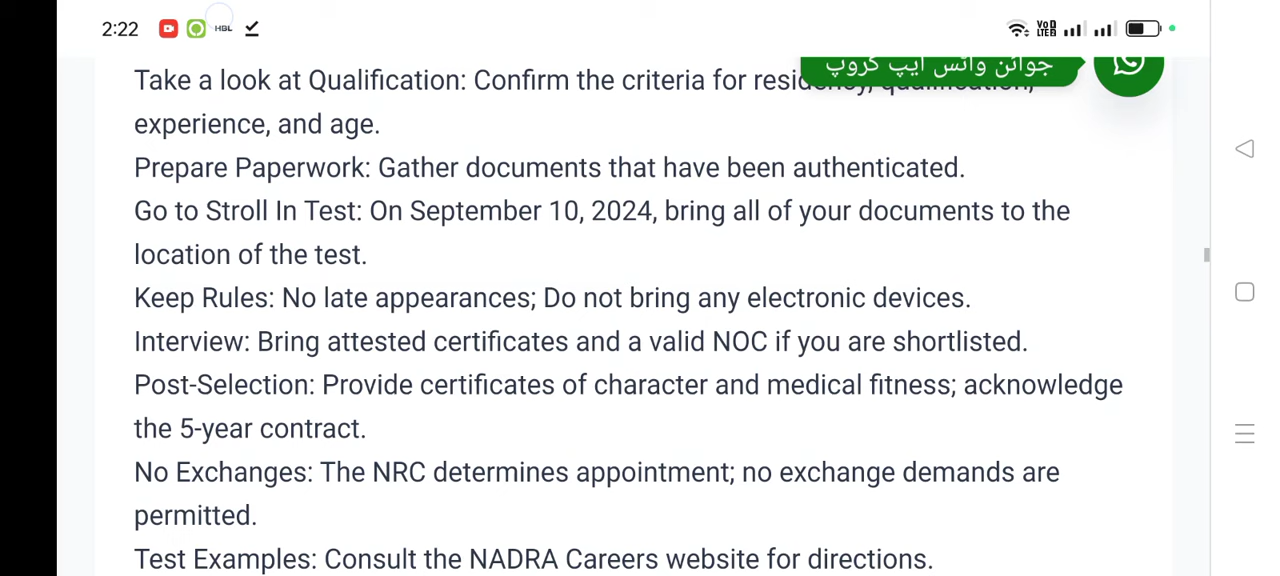 2:22 HBL VoD LTE2
جوائن واٹس ایپ گروپ
Take a look at Qualification: Confirm the criteria for residency, qualification,
experience, and age.
Prepare Paperwork: Gather documents that have been authenticated.
Go to Stroll In Test: On September 10, 2024, bring all of your documents to the
location of the test.
Keep Rules: No late appearances; Do not bring any electronic devices.
Interview: Bring attested certificates and a valid NOC if you are shortlisted.
Post-Selection: Provide certificates of character and medical fitness; acknowledge
the 5-year contract.
No Exchanges: The NRC determines appointment; no exchange demands are
permitted.
Test Examples: Consult the NADRA Careers website for directions.